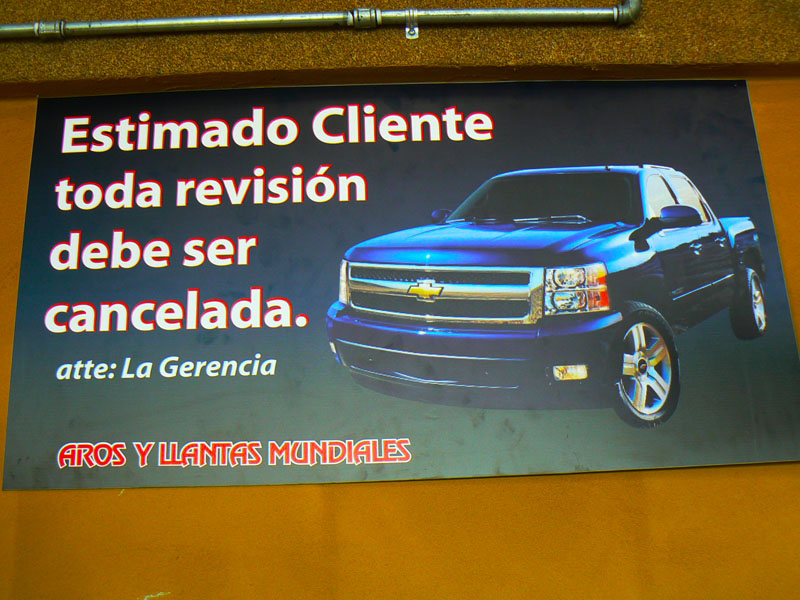 Estimado Cliente
toda revisión
debe ser
cancelada.
atte: La Gerencia
AROS Y LLANTAS MUNDIALES